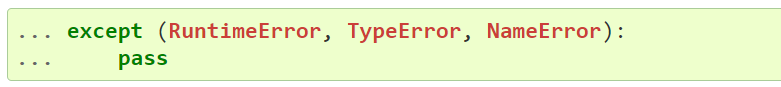 ... except (RuntimeError, TypeError, NameError):
...     pass